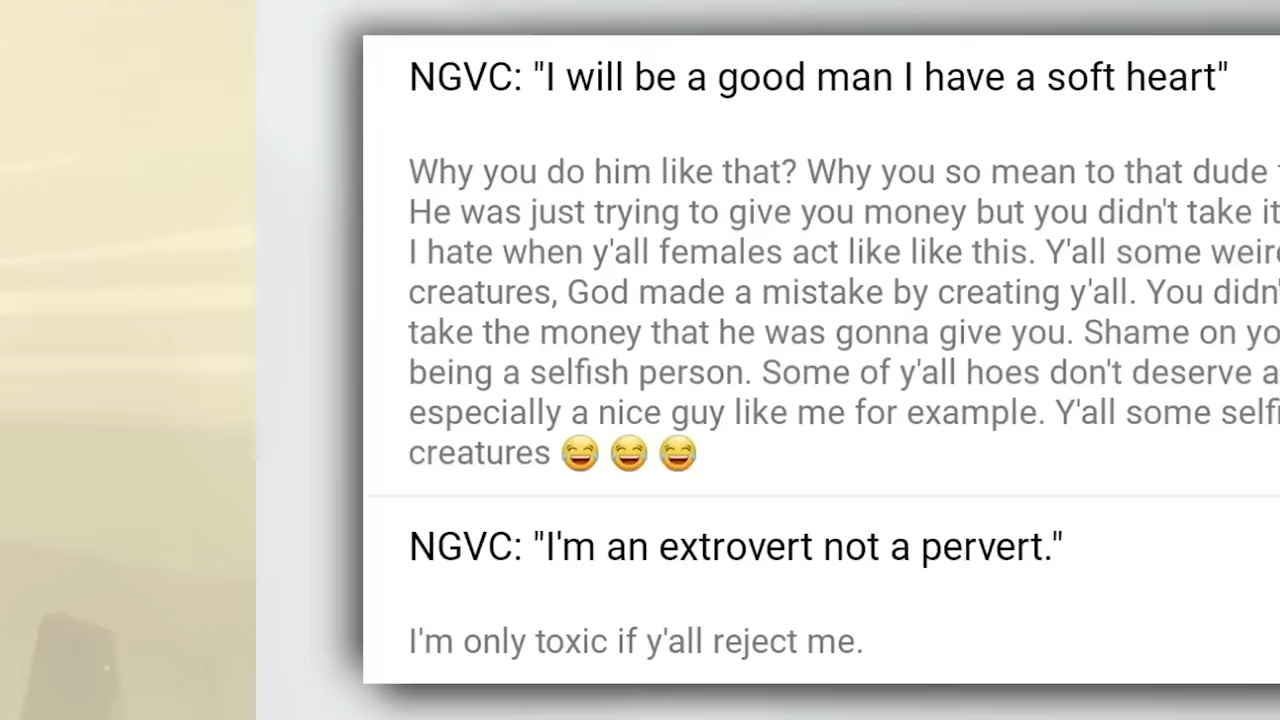 NGVC: "I will be a good man I have a soft heart"
Why you do him like that? Why you so mean to that dude
He was just trying to give you money but you didn't take it
I hate when y'all females act like like this. Y'all some
creatures, God made a mistake by creating y'all. You
take the money that he was gonna give you. Shame on
being a selfish person. Some of y'all hoes don't deserve
especially a nice guy like me for example. Y'all some
creatures 😂 😂 😂
NGVC: "I'm an extrovert not a pervert."
I'm only toxic if y'all reject me.